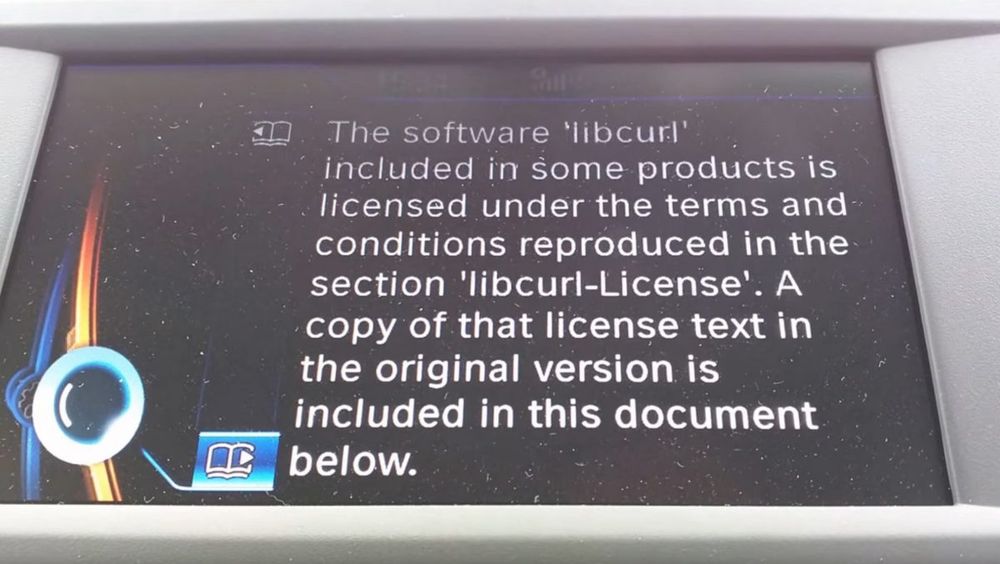 The software 'libcurl'
included in some products is
licensed under the terms and
conditions reproduced in the
section 'libcurl-License'. A
copy of that license text in
the original version is
included in this document
below.